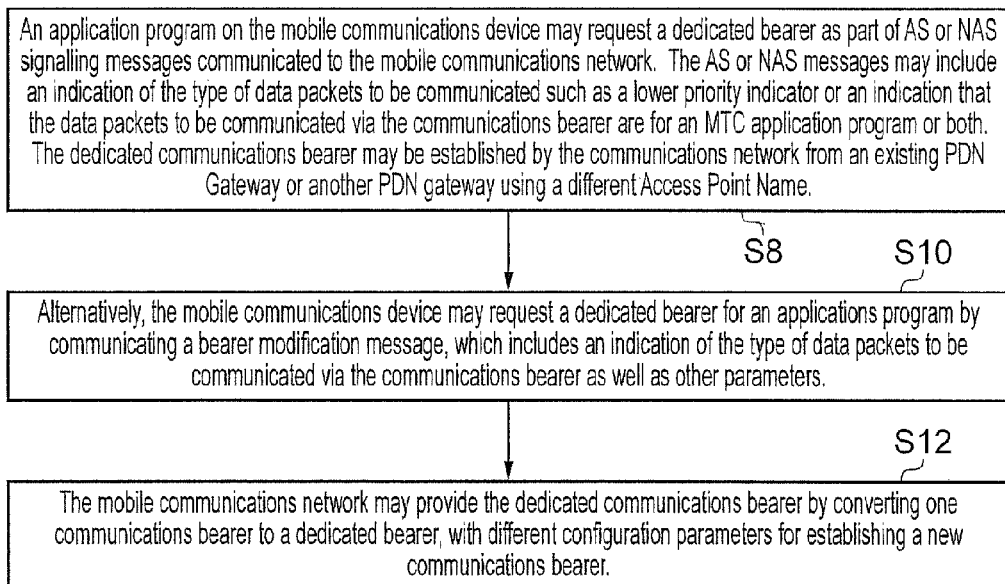 An application program on the mobile communications device may request a dedicated bearer as part of AS or NAS
signalling messages communicated to the mobile communications network. The AS or NAS messages may include
an indication of the type of data packets to be communicated such as a lower priority indicator or an indication that
the data packets to be communicated via the communications bearer are for an MTC application program or both.
The dedicated communications bearer may be established by the communications network from an existing PDN
Gateway or another PDN gateway using a different Access Point Name.
S8
S10
Alternatively, the mobile communications device may request a dedicated bearer for an applications program by
communicating a bearer modification message, which includes an indication of the type of data packets to be
communicated via the communications bearer as well as other parameters.
S12
The mobile communications network may provide the dedicated communications bearer by converting one
communications bearer to a dedicated bearer, with different configuration parameters for establishing a new
communications bearer.